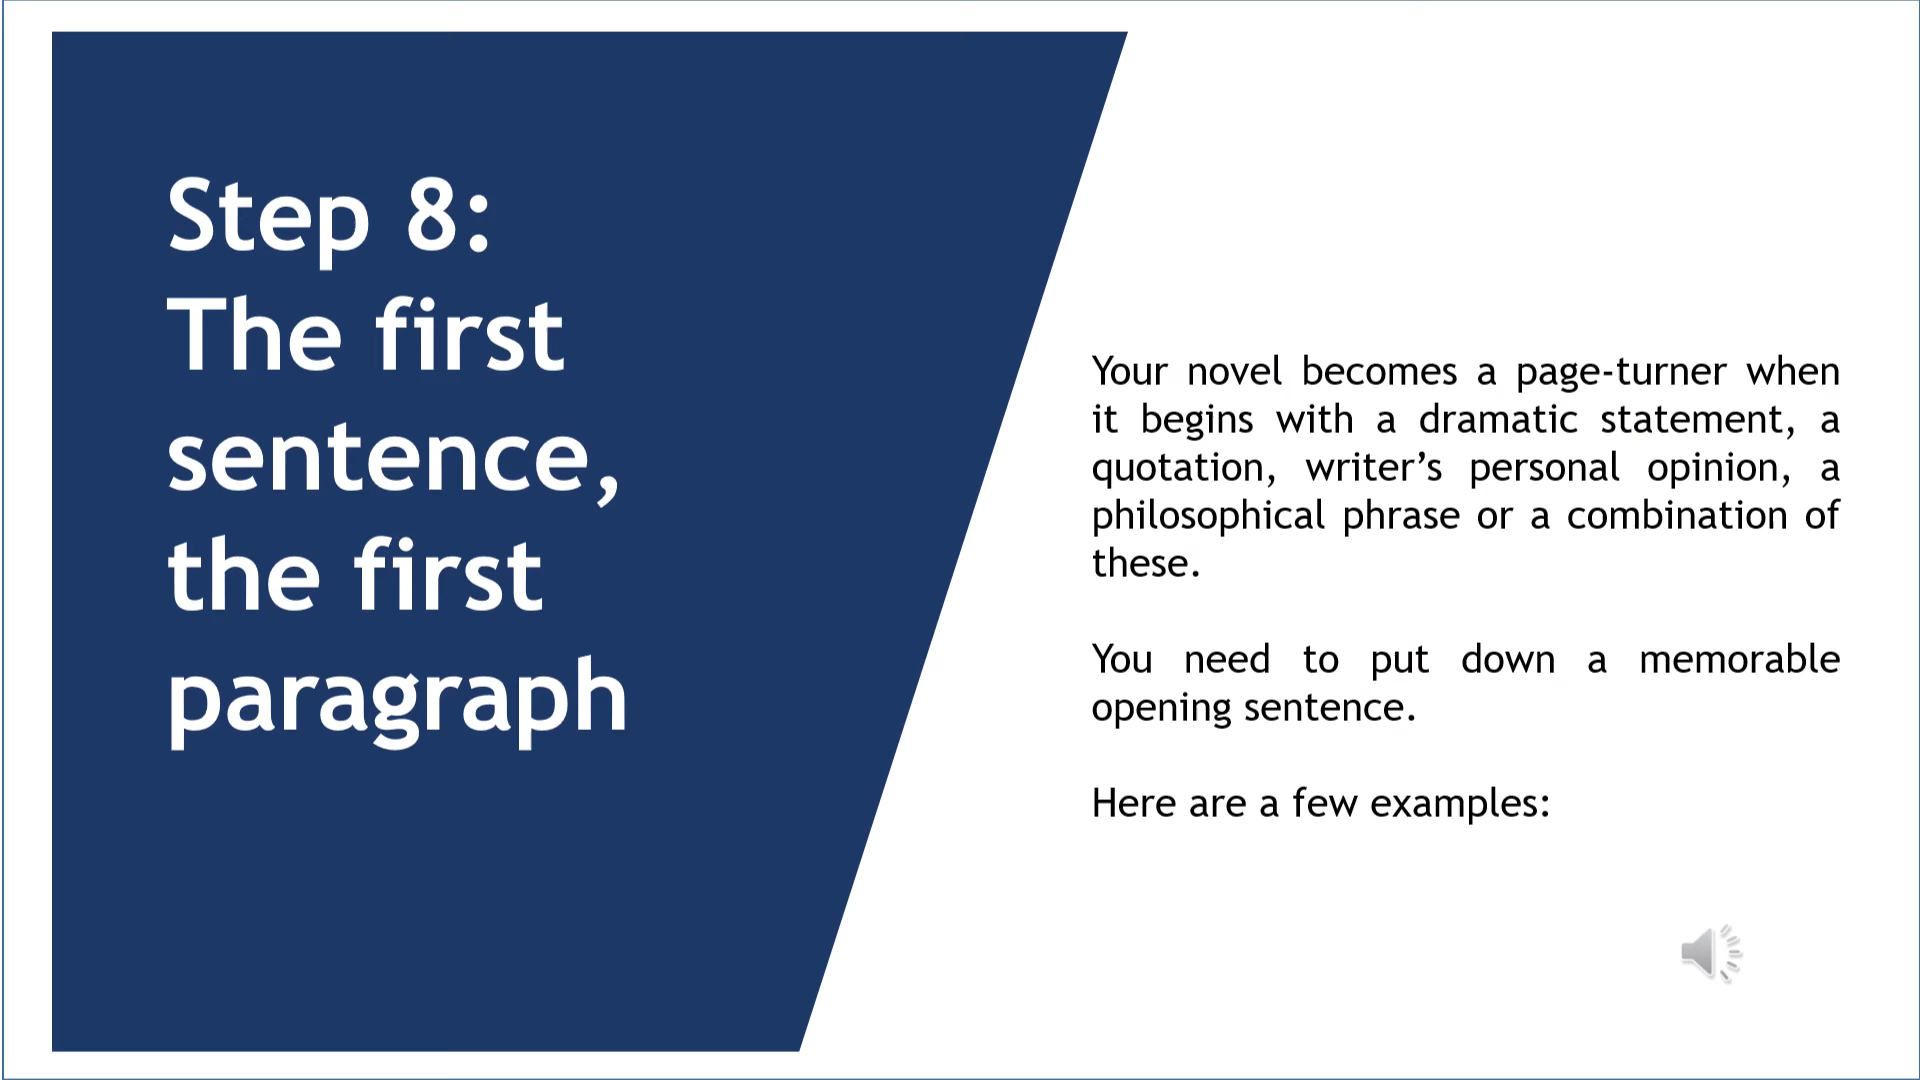 Step 8:
The first
sentence,
the first
paragraph
Your novel becomes a page-turner when
it begins with a dramatic statement, a
quotation, writer’s personal opinion, a
philosophical phrase or a combination of
these.
You need to put down a memorable
opening sentence.
Here are a few examples: